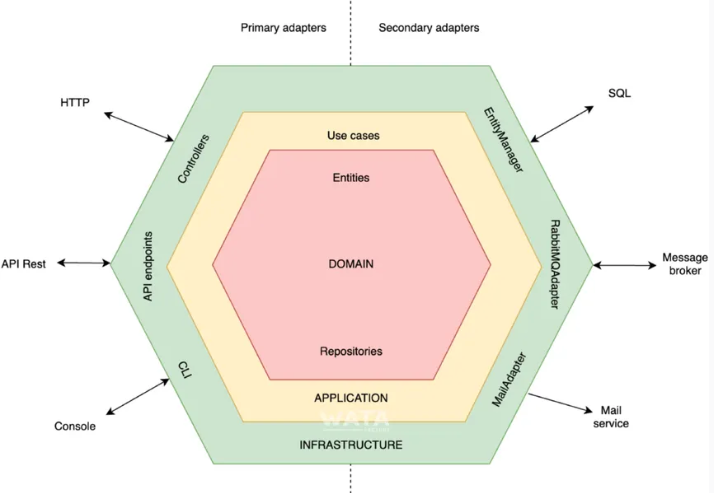 Primary adapters
Secondary adapters
HTTP
SQL
Controllers
EntityManager
Use cases
Entities
API Rest
API endpoints
DOMAIN
RabbitMQAdapter
Message
broker
Repositories
CLI
MailAdapter
APPLICATION
WATA
Console
Mail
service
INFRASTRUCTURE